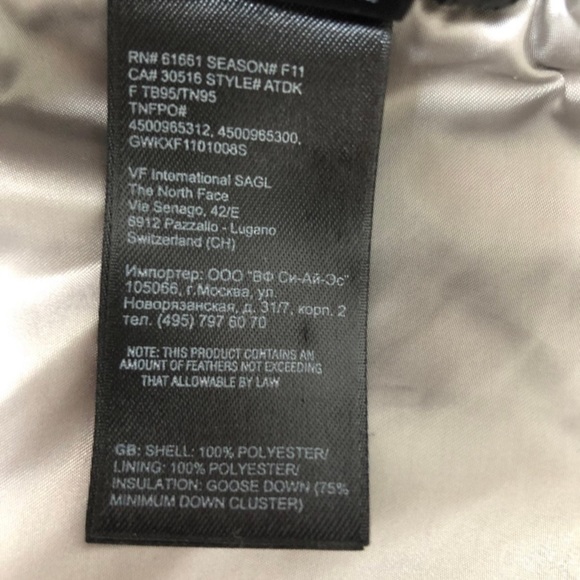 RN# 61661 SEASON# F11
CA# 30516 STYLE# ATDK
F TB95/TN95
TNFPO#
4500965312, 4500965300,
GWKXF1101008S
VF International SAGL
The North Face
Via Senago, 42/E
6912 Pazzallo - Lugano
Switzerland (CH)
Импортер: ООО "ВФ Си-Ай-Эс"
105066, г.Москва, ул.
Новорязанская, д. 31/7, корп. 2
тел. (495) 797 60 70
NOTE: THIS PRODUCT CONTAINS AN
AMOUNT OF FEATHERS NOT EXCEEDING
THAT ALLOWABLE BY LAW
GB: SHELL: 100% POLYESTER/
LINING: 100% POLYESTER/
INSULATION: GOOSE DOWN (75%
MINIMUM DOWN CLUSTER)